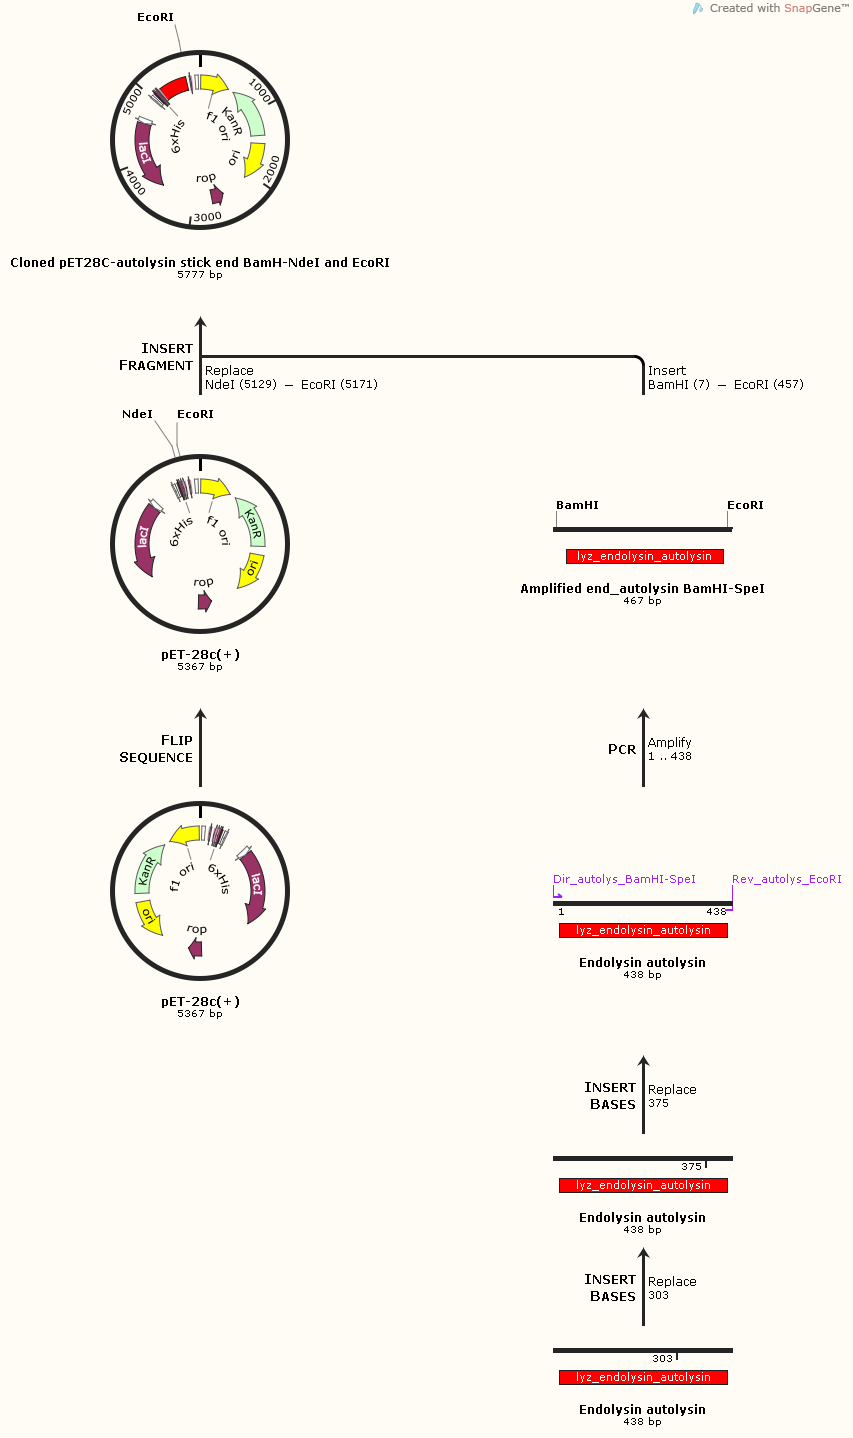 Created with SnapGene™
EcoRI
1000
2000
3000
4000
5000
f1 ori
KanR
ori
rop
lacI
6xHis
Cloned pET28C-autolysin stick end BamH-NdeI and EcoRI
5777 bp
INSERT
FRAGMENT
Replace
NdeI (5129) – EcoRI (5171)
Insert
BamHI (7) – EcoRI (457)
NdeI
EcoRI
f1 ori
KanR
ori
rop
lacI
6xHis
pET-28c(+)
5367 bp
BamHI
EcoRI
lyz_endolysin_autolysin
Amplified end_autolysin BamHI-SpeI
467 bp
FLIP
SEQUENCE
PCR
Amplify
1 .. 438
f1 ori
KanR
ori
rop
lacI
6xHis
pET-28c(+)
5367 bp
Dir_autolys_BamHI-SpeI
Rev_autolys_EcoRI
1
438
lyz_endolysin_autolysin
Endolysin autolysin
438 bp
INSERT
BASES
Replace
375
375
lyz_endolysin_autolysin
Endolysin autolysin
438 bp
INSERT
BASES
Replace
303
303
lyz_endolysin_autolysin
Endolysin autolysin
438 bp